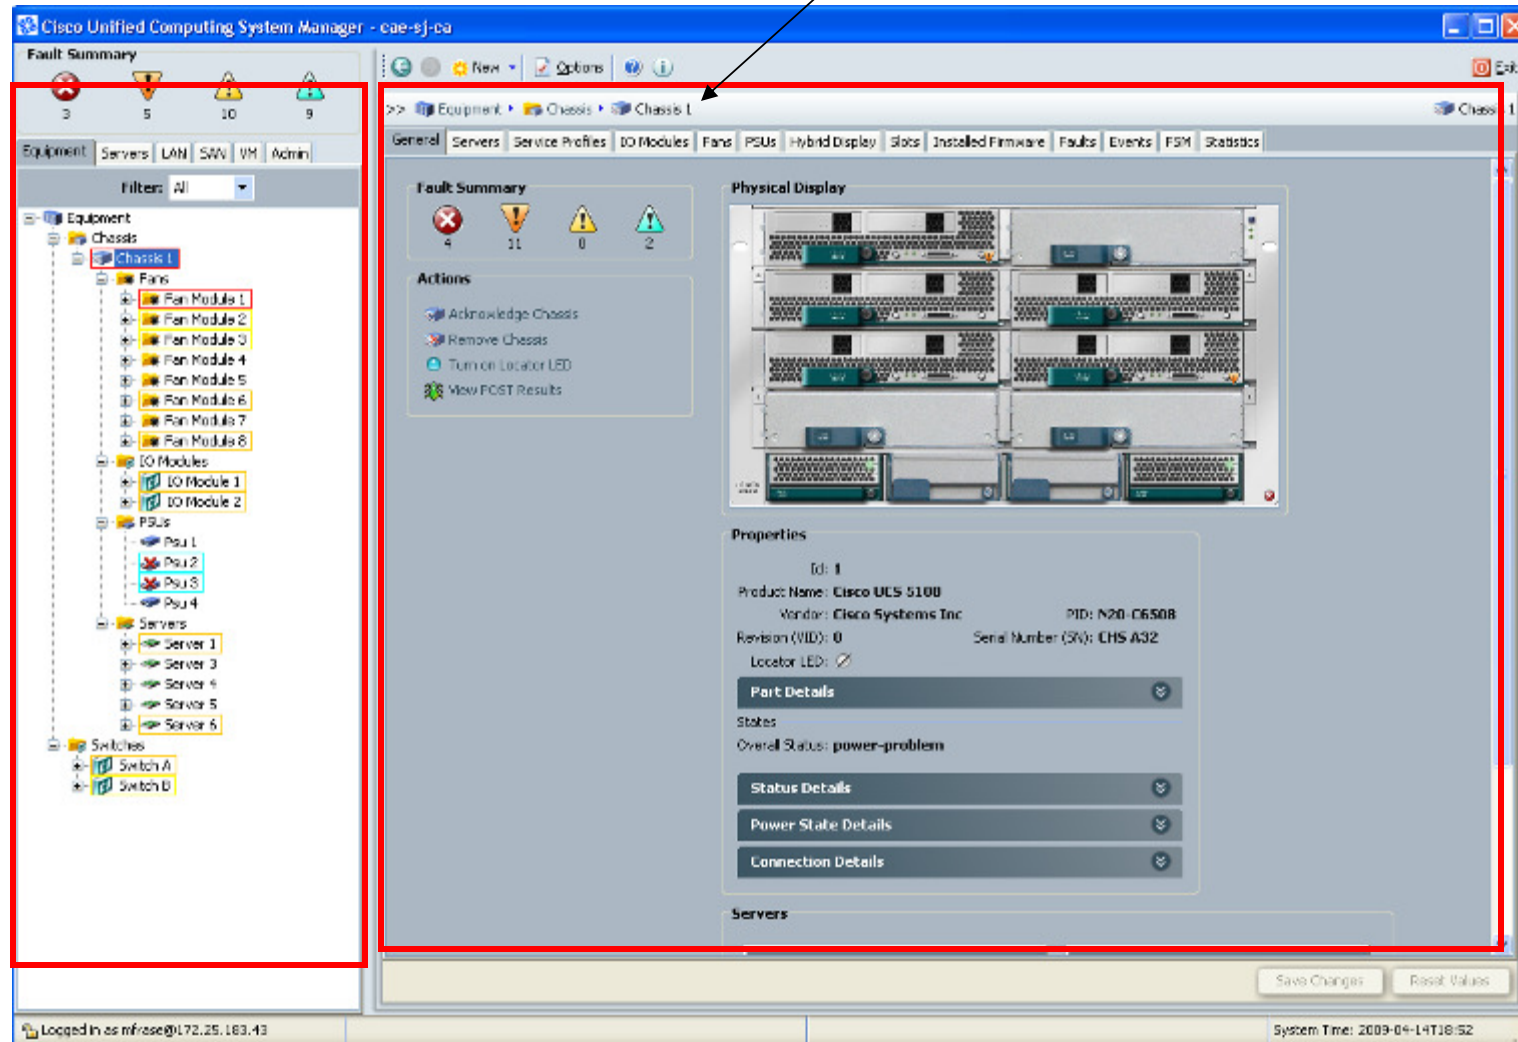 Cisco Unified Computing System Manager - cae-sj-ca
Fault Summary
3 5 10 9
Equipment Servers LAN SAN VM Admin
Filter: All
Equipment
Chassis
Chassis 1
Fans
Fan Module 1
Fan Module 2
Fan Module 3
Fan Module 4
Fan Module 5
Fan Module 6
Fan Module 7
Fan Module 8
IO Modules
IO Module 1
IO Module 2
PSUs
Psu 1
Psu 2
Psu 3
Psu 4
Servers
Server 1
Server 3
Server 4
Server 5
Server 6
Switches
Switch A
Switch B
New Options Exit
>> Equipment Chassis Chassis 1 Chassis 1
General Servers Service Profiles IO Modules Fans PSUs Hybrid Display Slots Installed Firmware Faults Events FSM Statistics
Fault Summary
4 11 0 2
Actions
Acknowledge Chassis
Remove Chassis
Turn on Locator LED
View POST Results
Physical Display
Properties
Id: 1
Product Name: Cisco UCS 5108
Vendor: Cisco Systems Inc PID: N20-C6508
Revision (VID): 0 Serial Number (SN): CHS A32
Locator LED:
Part Details
States
Overall Status: power-problem
Status Details
Power State Details
Connection Details
Servers
Save Changes Reset Values
Logged in as mfrase@172.25.183.43 System Time: 2009-04-14T18:52